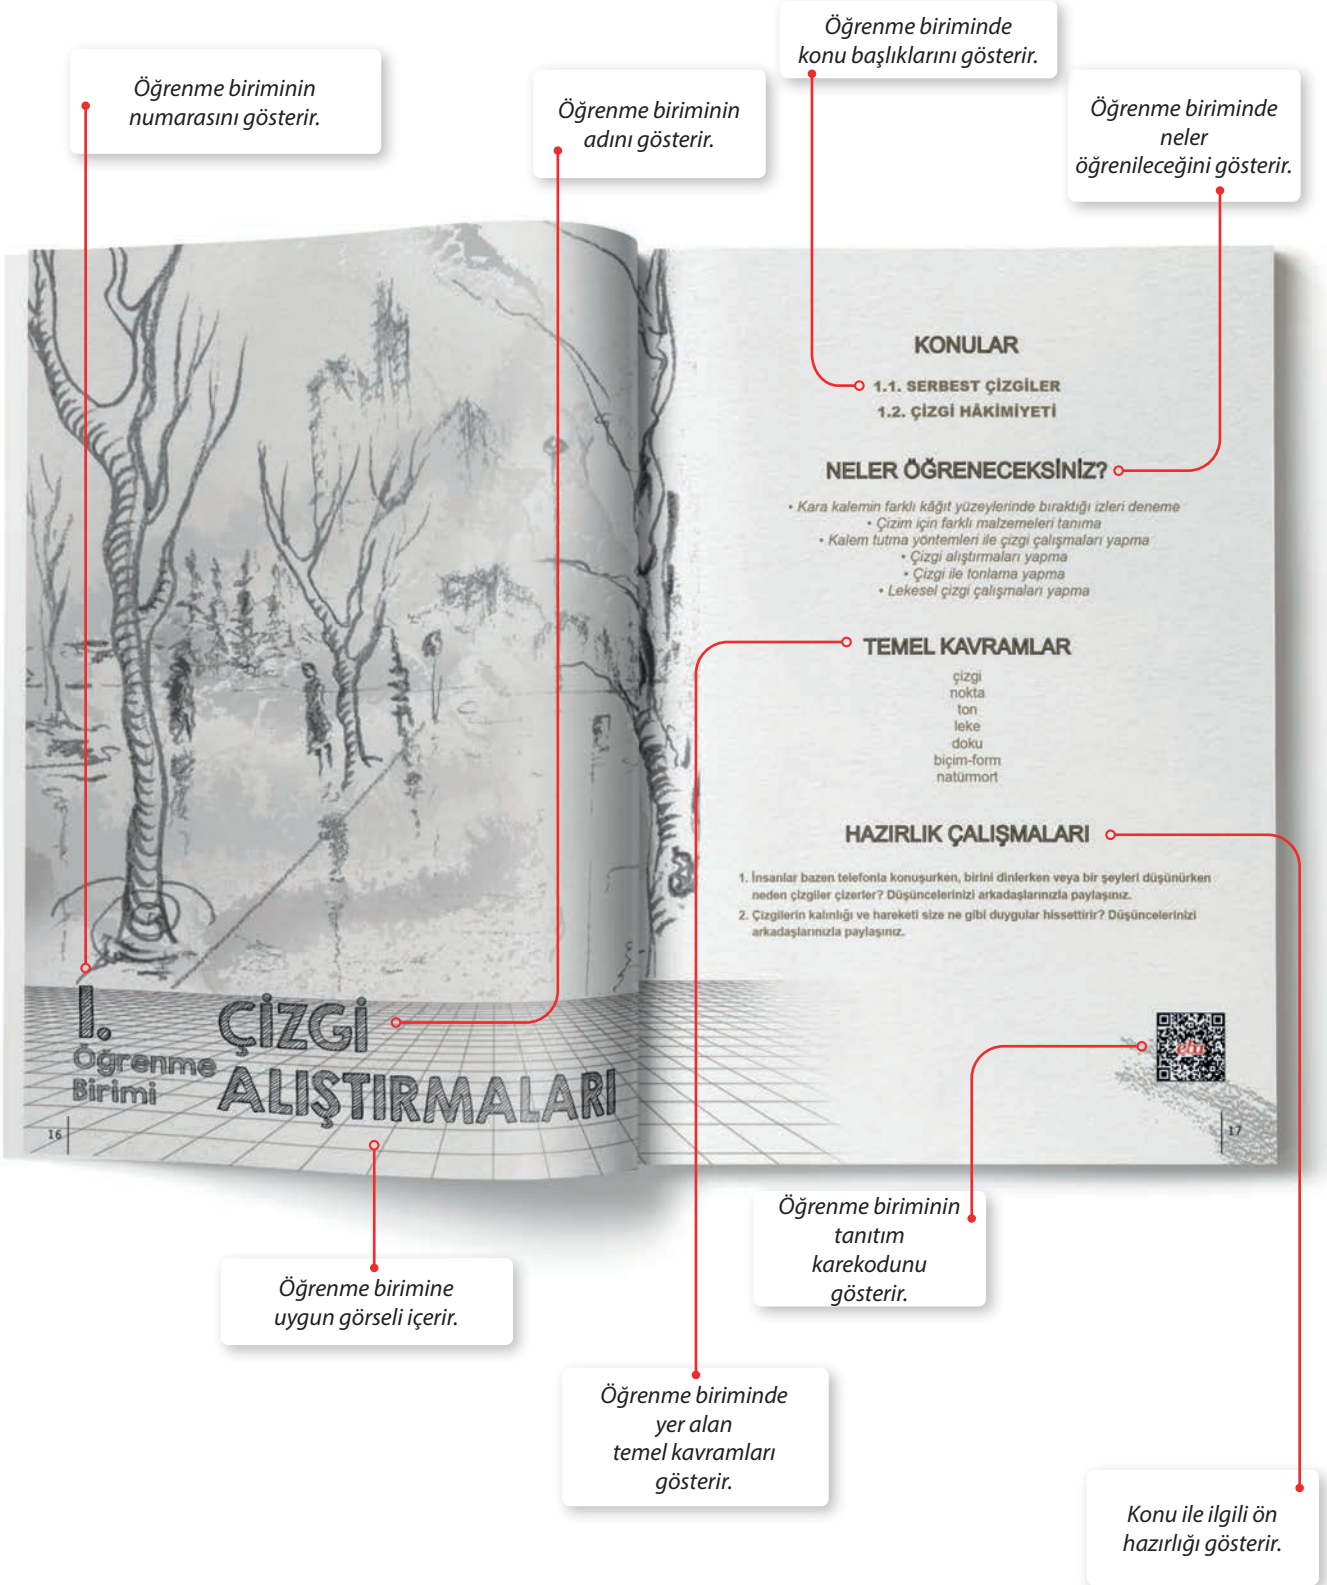 Öğrenme biriminde
konu başlıklarını gösterir.
Öğrenme biriminin
numarasını gösterir.
Öğrenme biriminin
adını gösterir.
Öğrenme biriminde
neler
öğrenileceğini gösterir.
KONULAR
1.1. SERBEST ÇİZGİLER
1.2. ÇİZGİ HÂKİMİYETİ
NELER ÖĞRENECEKSİNİZ?
• Kara kalemin farklı kâğıt yüzeylerinde bıraktığı izleri deneme
• Çizim için farklı malzemeleri tanıma
• Kalem tutma yöntemleri ile çizgi çalışmaları yapma
• Çizgi alıştırmaları yapma
• Çizgi ile tonlama yapma
• Lekesel çizgi çalışmaları yapma
TEMEL KAVRAMLAR
çizgi
nokta
ton
leke
doku
biçim-form
natürmort
HAZIRLIK ÇALIŞMALARI
1. İnsanlar bazen telefonla konuşurken, birini dinlerken veya bir şeyleri düşünürken
neden çizgiler çizerler? Düşüncelerinizi arkadaşlarınızla paylaşınız.
2. Çizgilerin kalınlığı ve hareketi size ne gibi duygular hissettirir? Düşüncelerinizi
arkadaşlarınızla paylaşınız.
1.
Öğrenme
Birimi
ÇİZGİ
ALIŞTIRMALARI
eba
16
17
Öğrenme biriminin
tanıtım
karekodunu
gösterir.
Öğrenme birimine
uygun görseli içerir.
Öğrenme biriminde
yer alan
temel kavramları
gösterir.
Konu ile ilgili ön
hazırlığı gösterir.